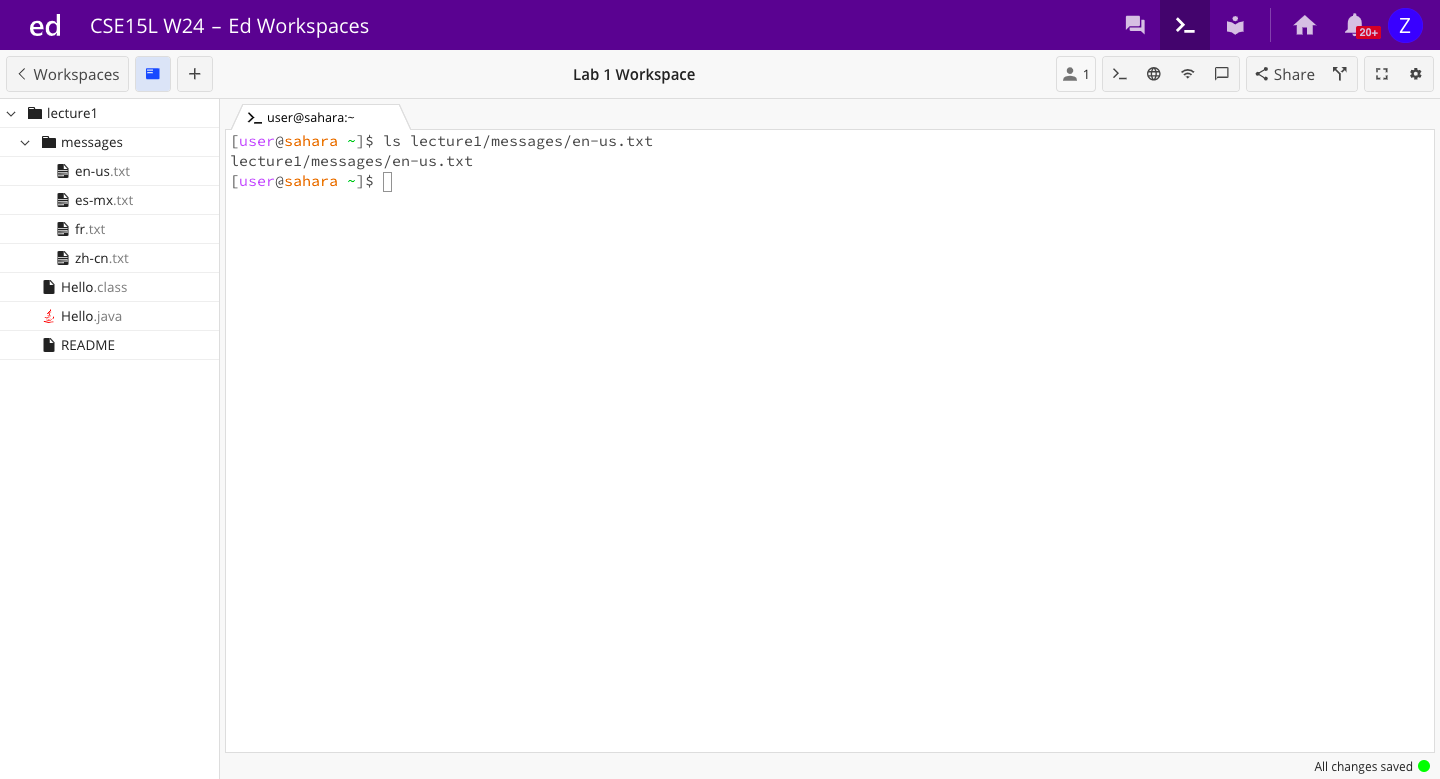 ed CSE15L W24 – Ed Workspaces 20+ Z
Workspaces Lab 1 Workspace 1 Share
lecture1
messages
en-us.txt
es-mx.txt
fr.txt
zh-cn.txt
Hello.class
Hello.java
README
user@sahara:~
[user@sahara ~]$ ls lecture1/messages/en-us.txt
lecture1/messages/en-us.txt
[user@sahara ~]$
All changes saved